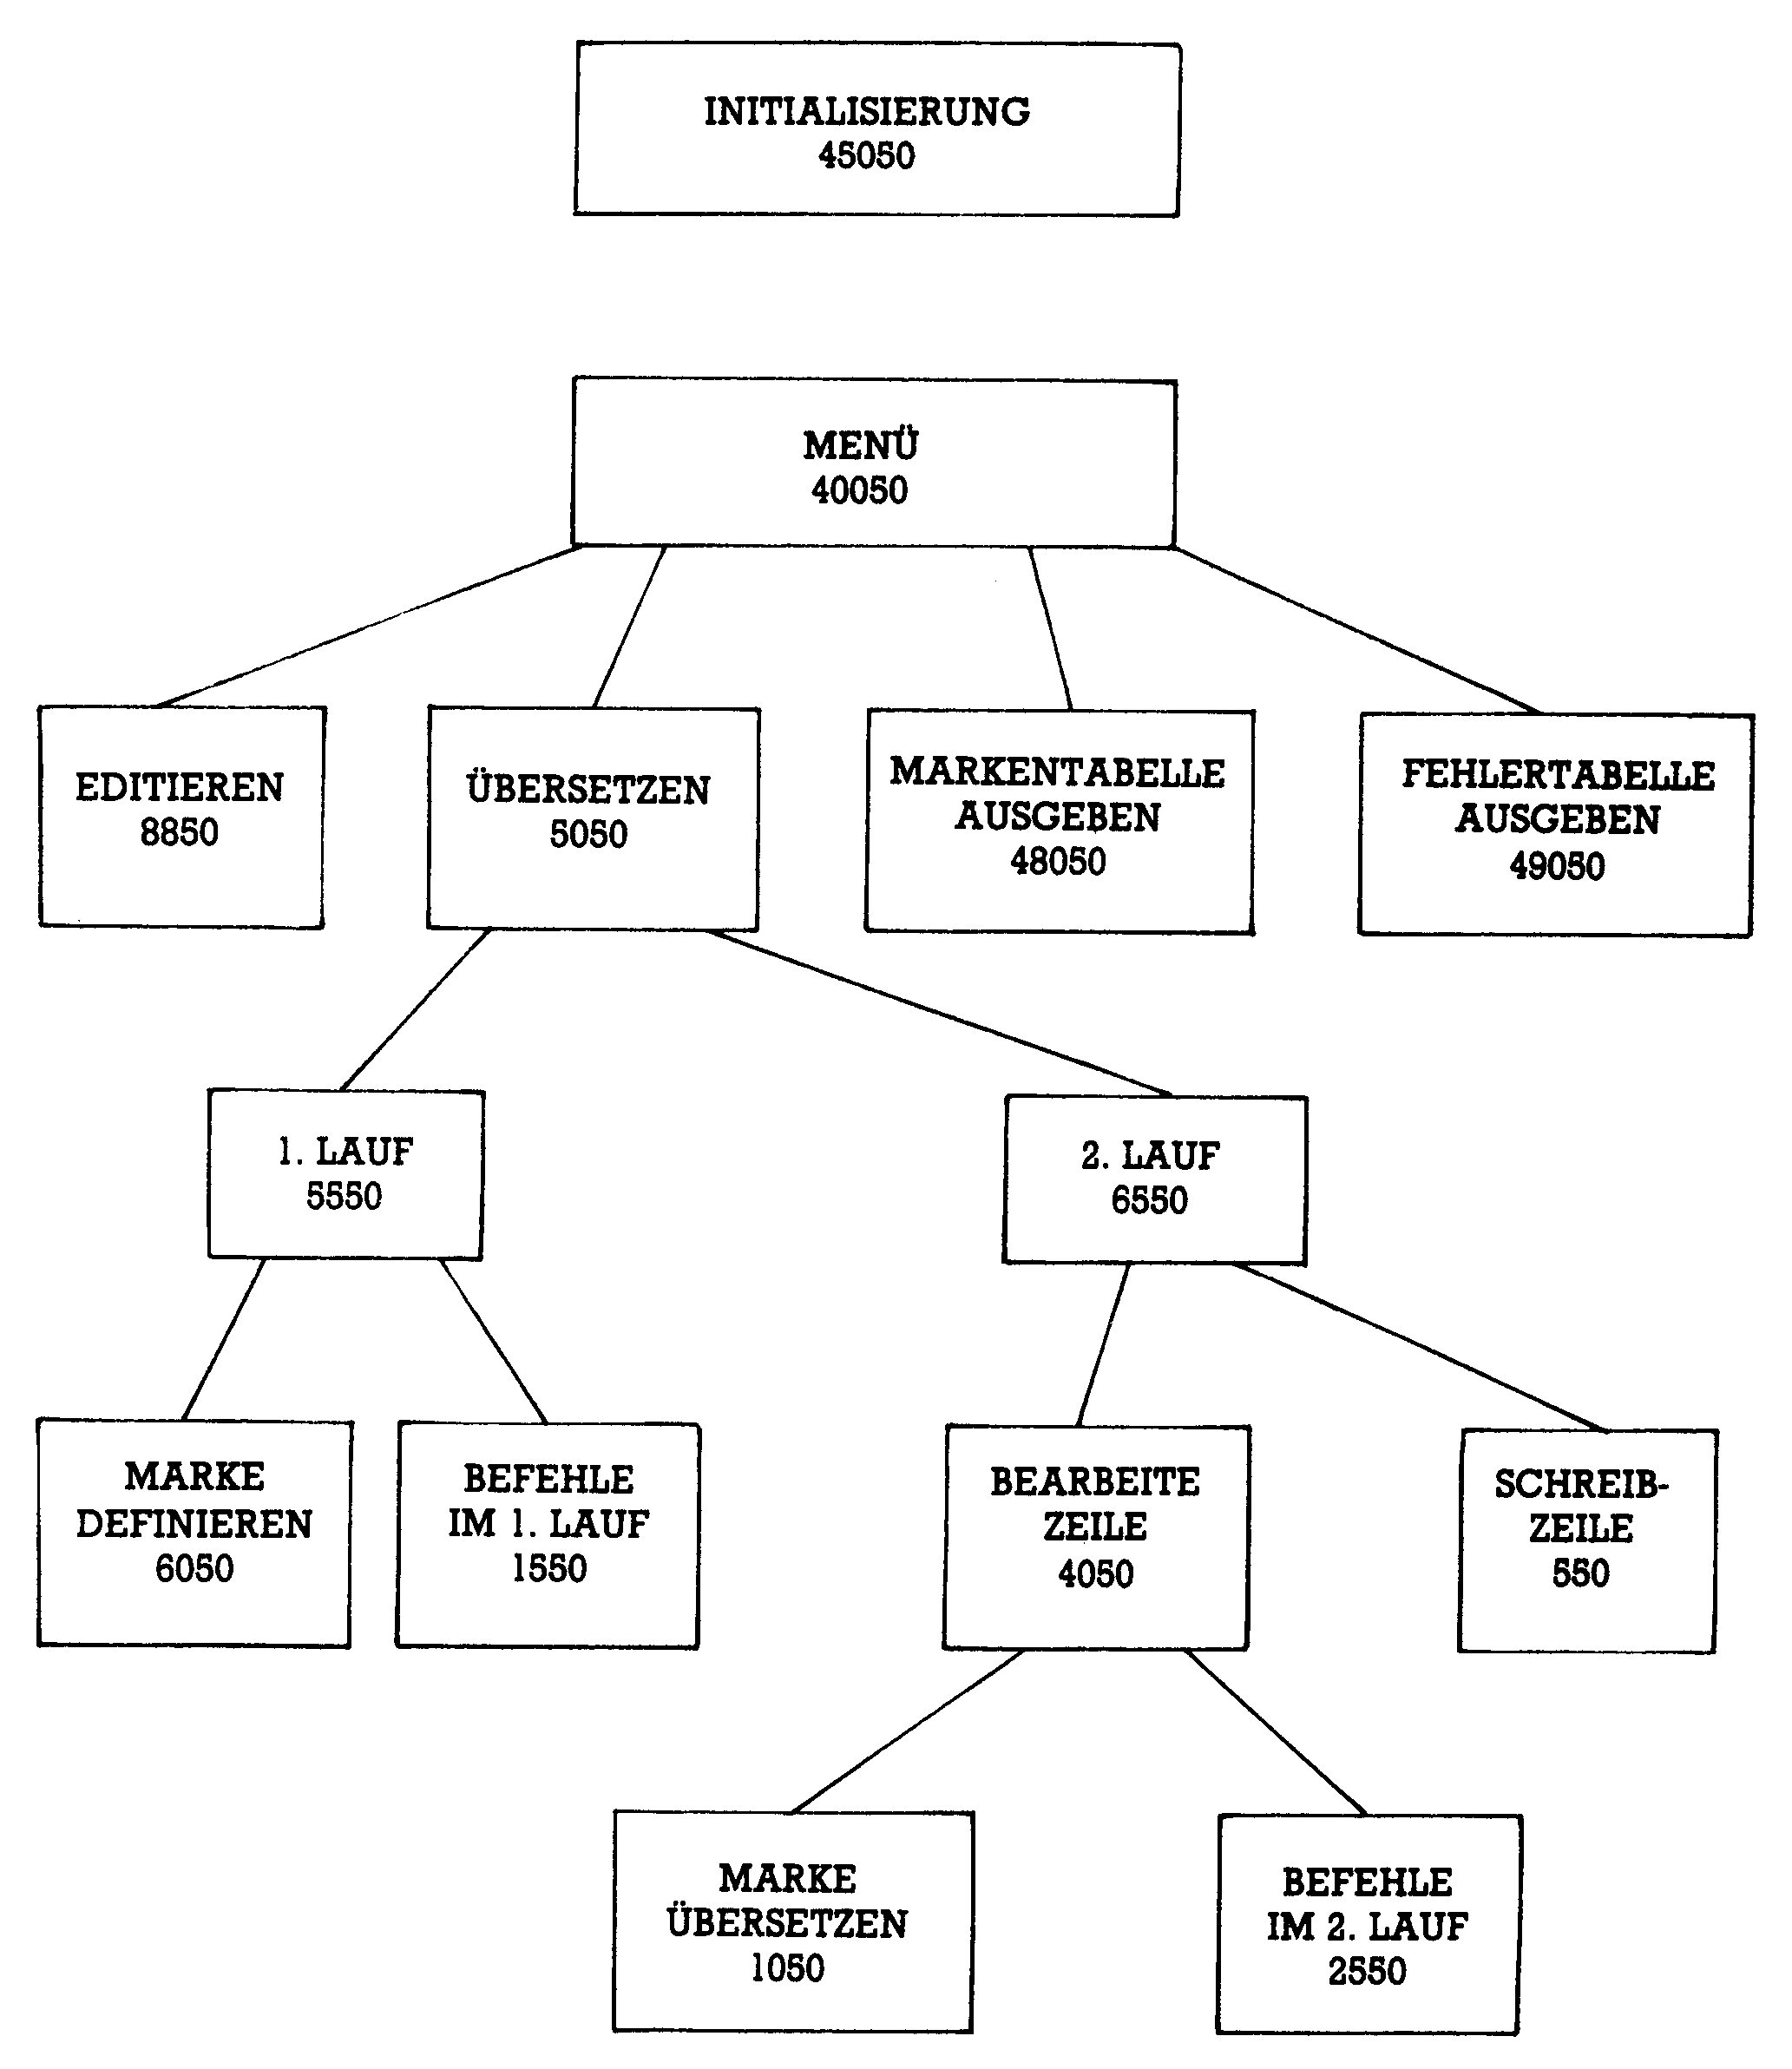 INITIALISIERUNG
45050
MENÜ
40050
EDITIEREN
8850
ÜBERSETZEN
5050
MARKENTABELLE
AUSGEBEN
48050
FEHLERTABELLE
AUSGEBEN
49050
1. LAUF
5550
2. LAUF
6550
MARKE
DEFINIEREN
6050
BEFEHLE
IM 1. LAUF
1550
BEARBEITE
ZEILE
4050
SCHREIB-
ZEILE
550
MARKE
ÜBERSETZEN
1050
BEFEHLE
IM 2. LAUF
2550